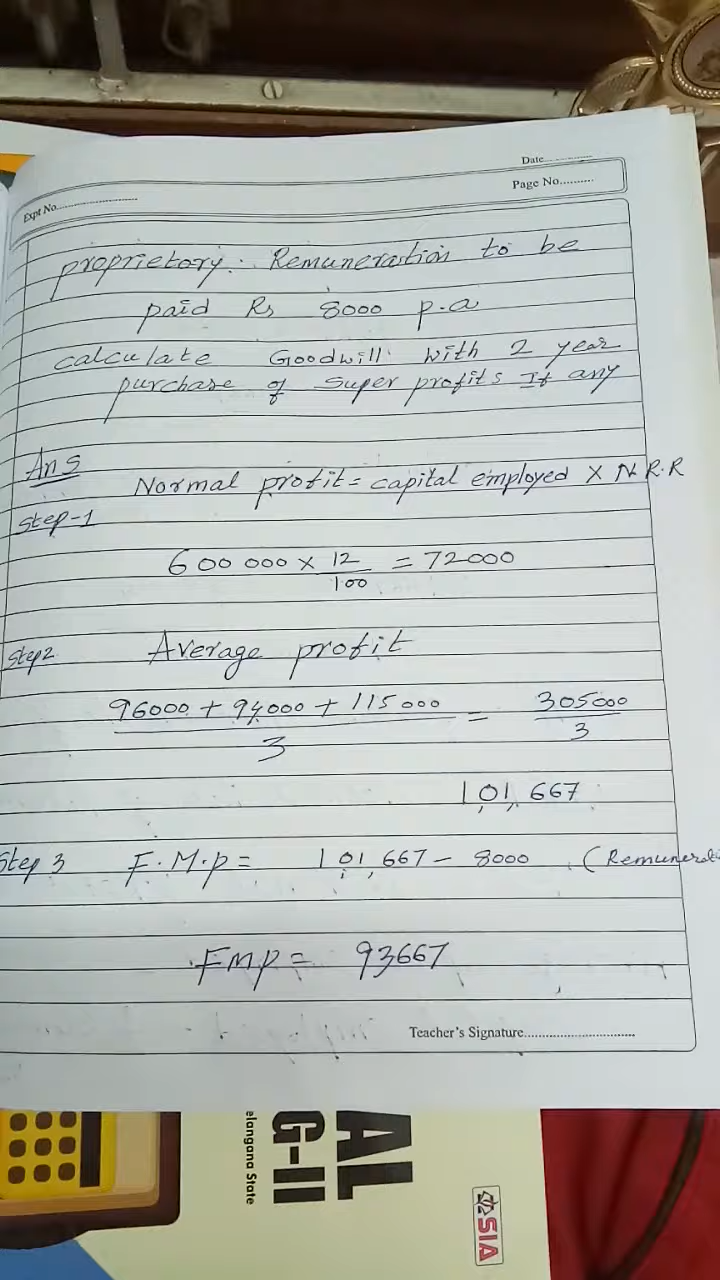 Date..............
Page No..........
Expt No..........................
proprietory. Remuneration to be
paid Rs 8000 p.a
calculate Goodwill with 2 year
purchase of Super profits If any
Ans
Normal profit = capital employed × N.R.R
Step-1
600 000 × 12/100 = 72000
Step2 Average profit
96000 + 94,000 + 115 000 / 3 = 305000 / 3
1,01,667
Step 3 F.M.p = 1,01,667 - 8000 (Remunerati
FMP = 93667
Teacher's Signature..............................
AL
G-II
elangana State
SIA